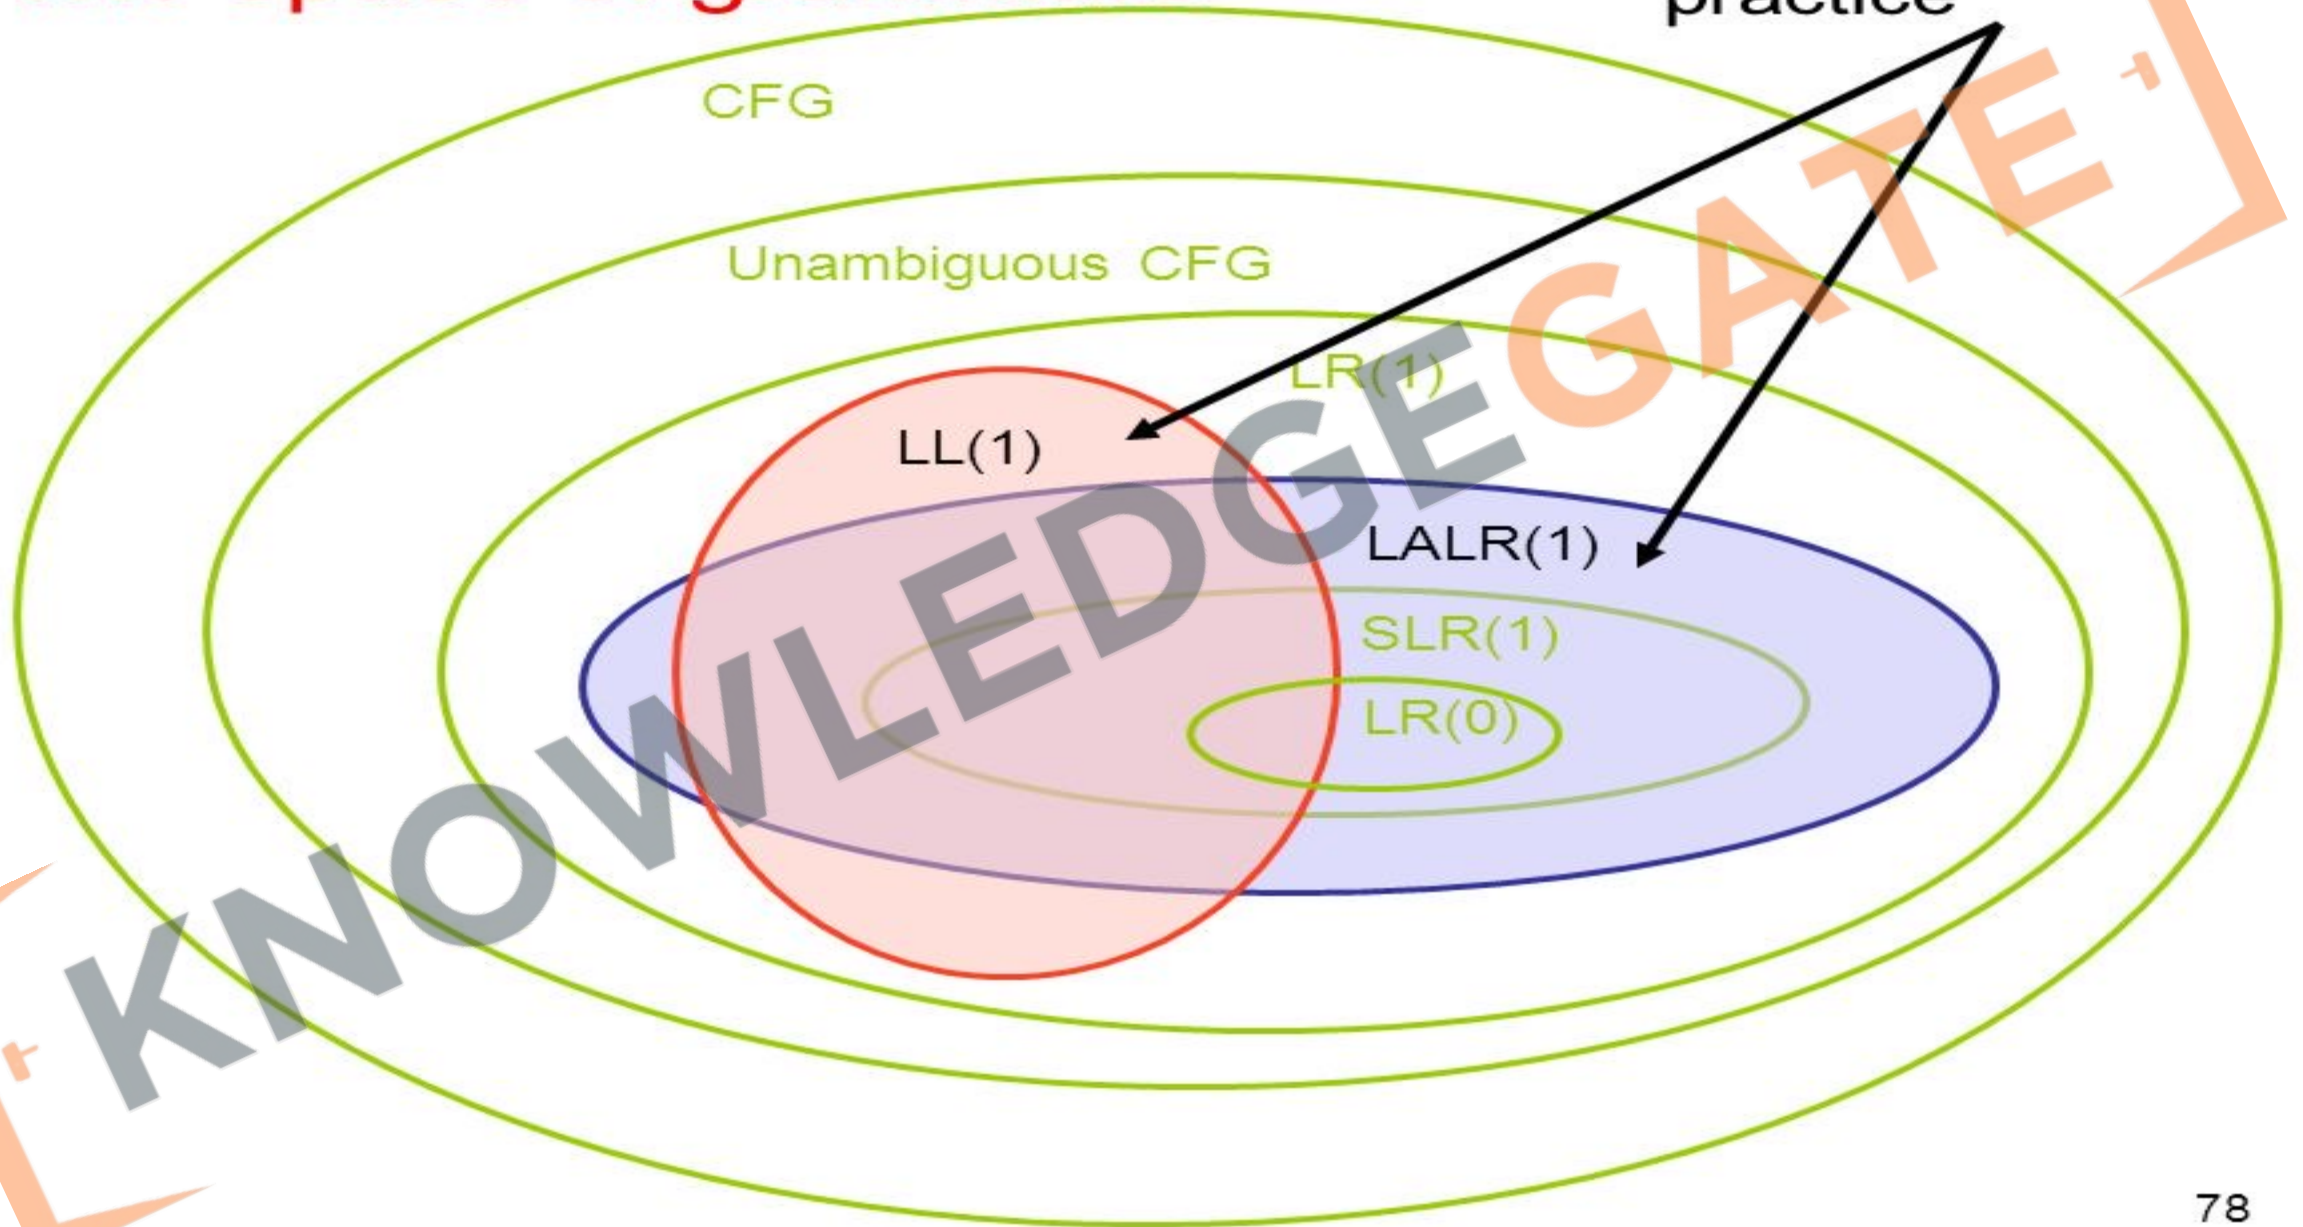 practice
CFG
Unambiguous CFG
LR(1)
LL(1)
LALR(1)
SLR(1)
LR(0)
KNOWLEDGEGATE
78